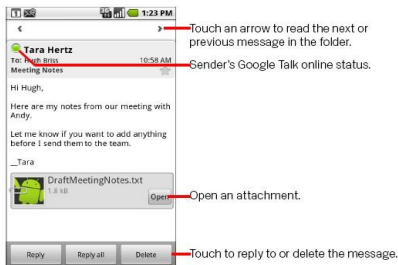 1:23 PM
Touch an arrow to read the next or
previous message in the folder.
Tara Hertz
Sender's Google Talk online status.
To: Hugh Briss 10:58 AM
Meeting Notes
Hi Hugh,
Here are my notes from our meeting with
Andy.
Let me know if you want to add anything
before I send them to the team.
__Tara
DraftMeetingNotes.txt
1.8 kB
Open
Open an attachment.
Reply Reply all Delete
Touch to reply to or delete the message.